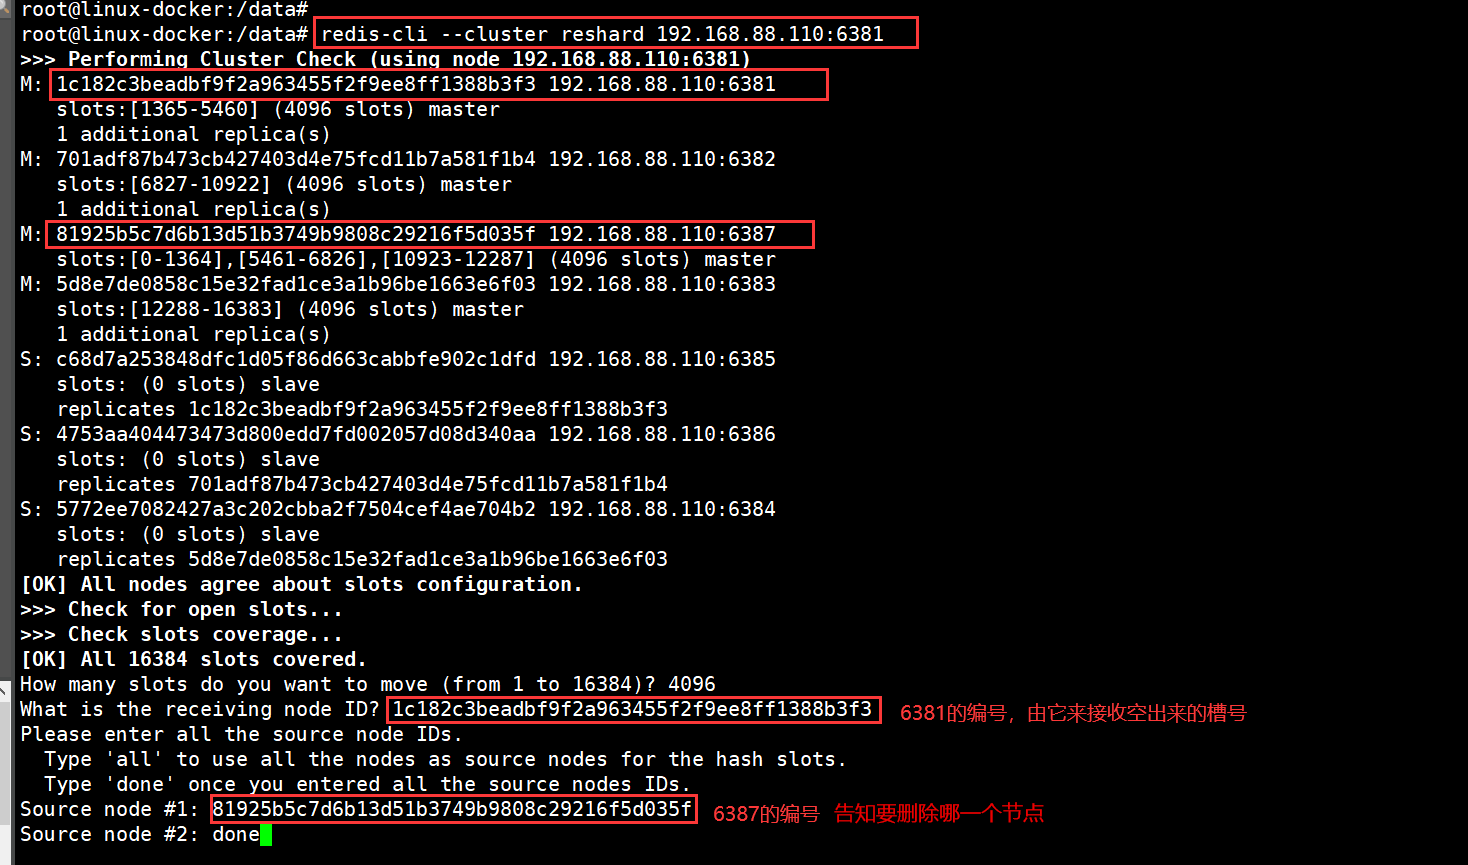 root@linux-docker:/data#
root@linux-docker:/data# redis-cli --cluster reshard 192.168.88.110:6381
>>> Performing Cluster Check (using node 192.168.88.110:6381)
M: 1c182c3beadbf9f2a963455f2f9ee8ff1388b3f3 192.168.88.110:6381
   slots:[1365-5460] (4096 slots) master
   1 additional replica(s)
M: 701adf87b473cb427403d4e75fcd11b7a581f1b4 192.168.88.110:6382
   slots:[6827-10922] (4096 slots) master
   1 additional replica(s)
M: 81925b5c7d6b13d51b3749b9808c29216f5d035f 192.168.88.110:6387
   slots:[0-1364],[5461-6826],[10923-12287] (4096 slots) master
M: 5d8e7de0858c15e32fad1ce3a1b96be1663e6f03 192.168.88.110:6383
   slots:[12288-16383] (4096 slots) master
   1 additional replica(s)
S: c68d7a253848dfc1d05f86d663cabbfe902c1dfd 192.168.88.110:6385
   slots: (0 slots) slave
   replicates 1c182c3beadbf9f2a963455f2f9ee8ff1388b3f3
S: 4753aa404473473d800edd7fd002057d08d340aa 192.168.88.110:6386
   slots: (0 slots) slave
   replicates 701adf87b473cb427403d4e75fcd11b7a581f1b4
S: 5772ee7082427a3c202cbba2f7504cef4ae704b2 192.168.88.110:6384
   slots: (0 slots) slave
   replicates 5d8e7de0858c15e32fad1ce3a1b96be1663e6f03
[OK] All nodes agree about slots configuration.
>>> Check for open slots...
>>> Check slots coverage...
[OK] All 16384 slots covered.
How many slots do you want to move (from 1 to 16384)? 4096
What is the receiving node ID? 1c182c3beadbf9f2a963455f2f9ee8ff1388b3f3 6381的编号，由它来接收空出来的槽号
Please enter all the source node IDs.
  Type 'all' to use all the nodes as source nodes for the hash slots.
  Type 'done' once you entered all the source nodes IDs.
Source node #1: 81925b5c7d6b13d51b3749b9808c29216f5d035f 6387的编号 告知要删除哪一个节点
Source node #2: done